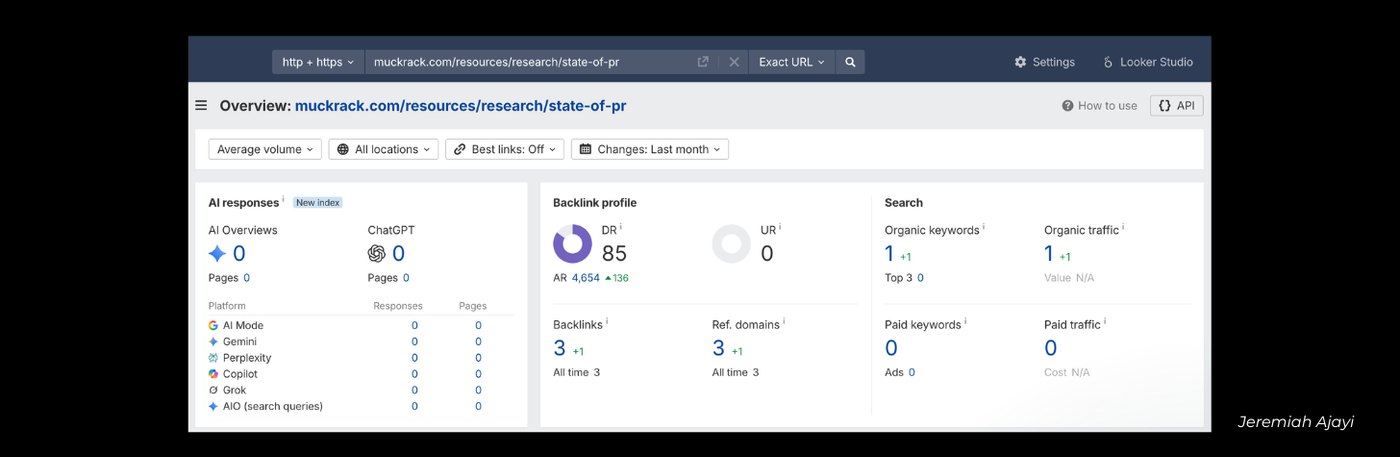 http + https muckrack.com/resources/research/state-of-pr Exact URL Settings Looker Studio
Overview: muckrack.com/resources/research/state-of-pr How to use {} API
Average volume All locations Best links: Off Changes: Last month
AI responses i New index
AI Overviews ChatGPT
0 0
Pages 0 Pages 0
Platform Responses Pages
AI Mode 0 0
Gemini 0 0
Perplexity 0 0
Copilot 0 0
Grok 0 0
AIO (search queries) 0 0
Backlink profile
DR i UR i
85 0
AR 4,654 ▲136
Backlinks i Ref. domains i
3 +1 3 +1
All time 3 All time 3
Search
Organic keywords i Organic traffic i
1 +1 1 +1
Top 3 0 Value N/A
Paid keywords i Paid traffic i
0 0
Ads 0 Cost N/A
Jeremiah Ajayi